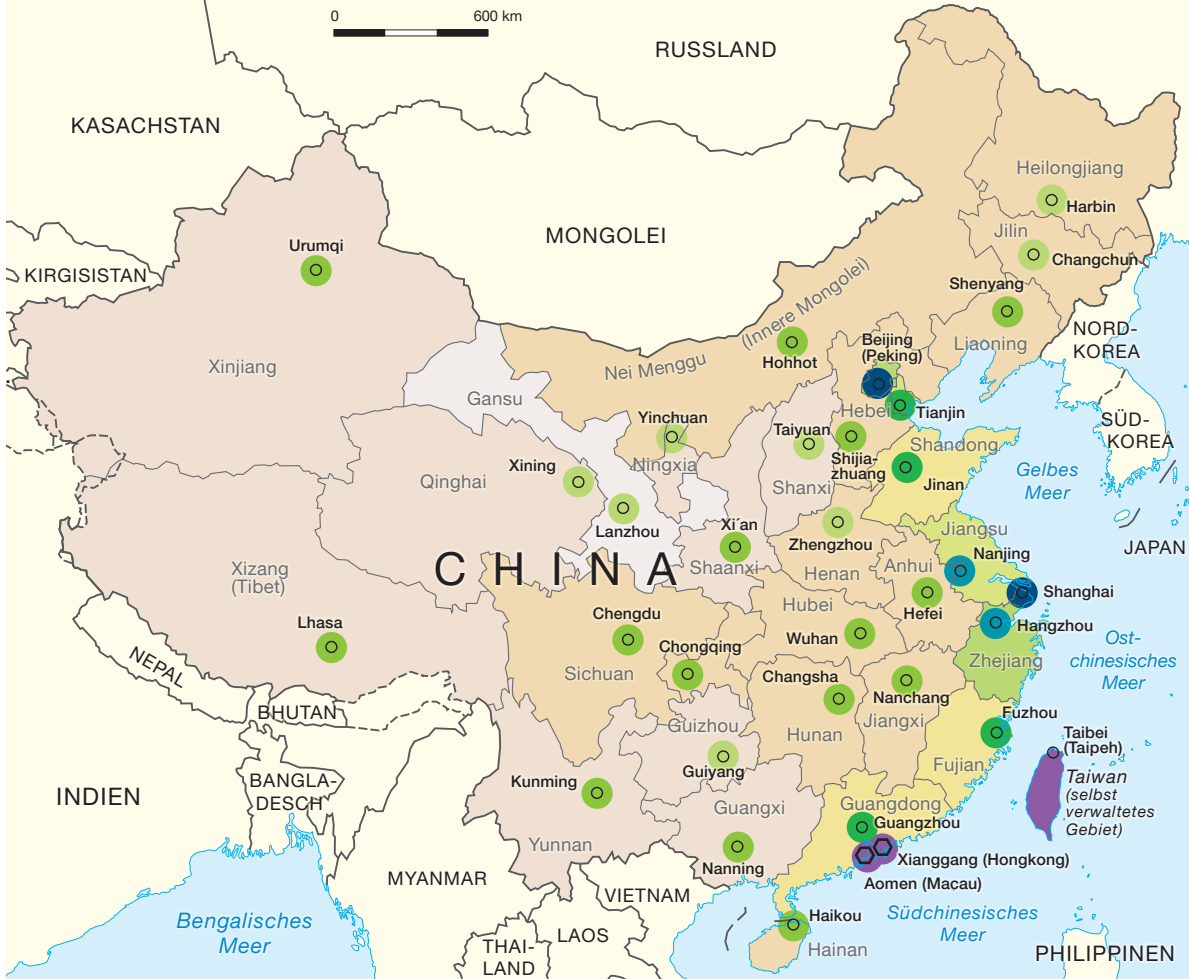 0
600 km
RUSSLAND
KASACHSTAN
Heilongjiang
Harbin
MONGOLEI
Jilin
Urumqi
Changchun
KIRGISISTAN
Shenyang
(Innere Mongolei)
NORD-
KOREA
Beijing
(Peking)
Liaoning
Hohhot
Nei Menggu
Xinjiang
Gansu
Hebei
Tianjin
Yinchuan
Taiyuan
SÜD-
KOREA
Shandong
Shijia-
zhuang
Xining
Ningxia
Qinghai
Gelbes
Meer
Jinan
Shanxi
Lanzhou
Xi´an
Zhengzhou
Jiangsu
JAPAN
Nanjing
CHINA
Shaanxi
Henan
Anhui
Xizang
(Tibet)
Shanghai
Hefei
Hubei
Chengdu
Hangzhou
Lhasa
Wuhan
Ost-
chinesisches
Meer
Chongqing
Zhejiang
NEPAL
Sichuan
Changsha
Nanchang
BHUTAN
Fuzhou
Guizhou
Jiangxi
Hunan
Taibei
(Taipeh)
Guiyang
Fujian
Kunming
BANGLA-
DESCH
INDIEN
Taiwan
(selbst
verwaltetes
Gebiet)
Guangxi
Guangdong
Guangzhou
Yunnan
Nanning
Xianggang (Hongkong)
MYANMAR
Aomen (Macau)
VIETNAM
Bengalisches
Meer
Haikou
Südchinesisches
Meer
LAOS
Hainan
THAI-
LAND
PHILIPPINEN